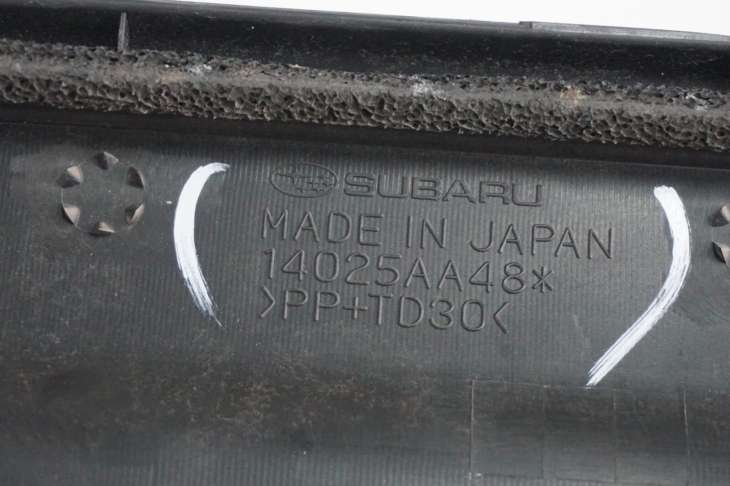 SUBARU
MADE IN JAPAN
14025AA48*
>PP+TD30<